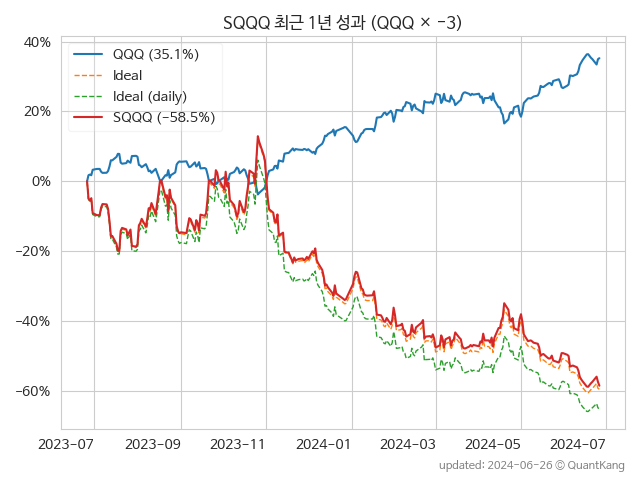 SQQQ 최근 1년 성과 (QQQ × −3)
40%
20%
0%
−20%
−40%
−60%
QQQ (35.1%)
Ideal
Ideal (daily)
SQQQ (−58.5%)
2023−07 2023−09 2023−11 2024−01 2024−03 2024−05 2024−07
updated: 2024-06-26 © QuantKang